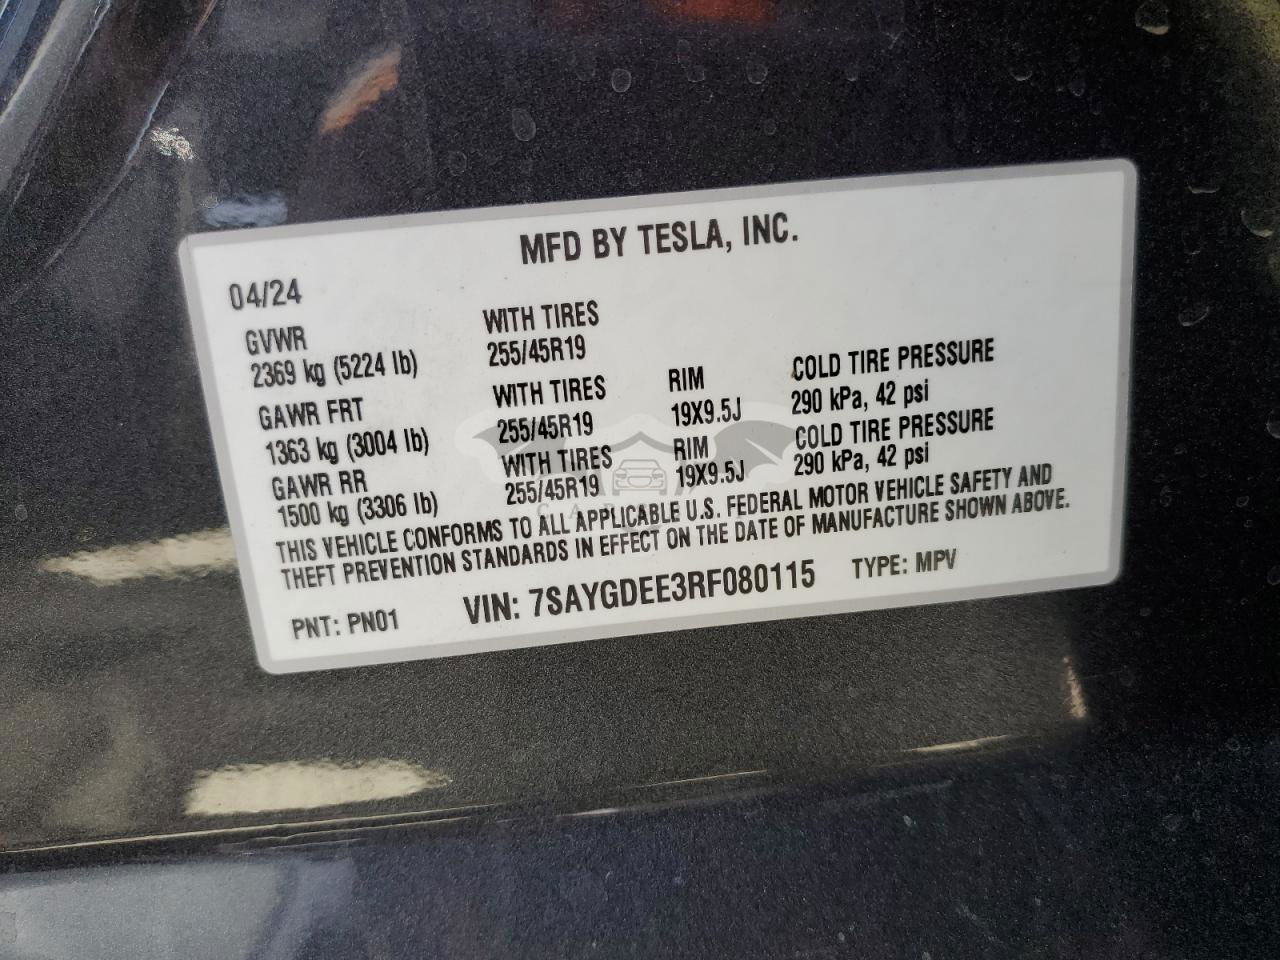 MFD BY TESLA, INC.
04/24
GVWR WITH TIRES
2369 kg (5224 lb) 255/45R19
GAWR FRT WITH TIRES RIM COLD TIRE PRESSURE
1363 kg (3004 lb) 255/45R19 19X9.5J 290 kPa, 42 psi
GAWR RR WITH TIRES RIM COLD TIRE PRESSURE
1500 kg (3306 lb) 255/45R19 19X9.5J 290 kPa, 42 psi
THIS VEHICLE CONFORMS TO ALL APPLICABLE U.S. FEDERAL MOTOR VEHICLE SAFETY AND
THEFT PREVENTION STANDARDS IN EFFECT ON THE DATE OF MANUFACTURE SHOWN ABOVE.
PNT: PN01 VIN: 7SAYGDEE3RF080115 TYPE: MPV